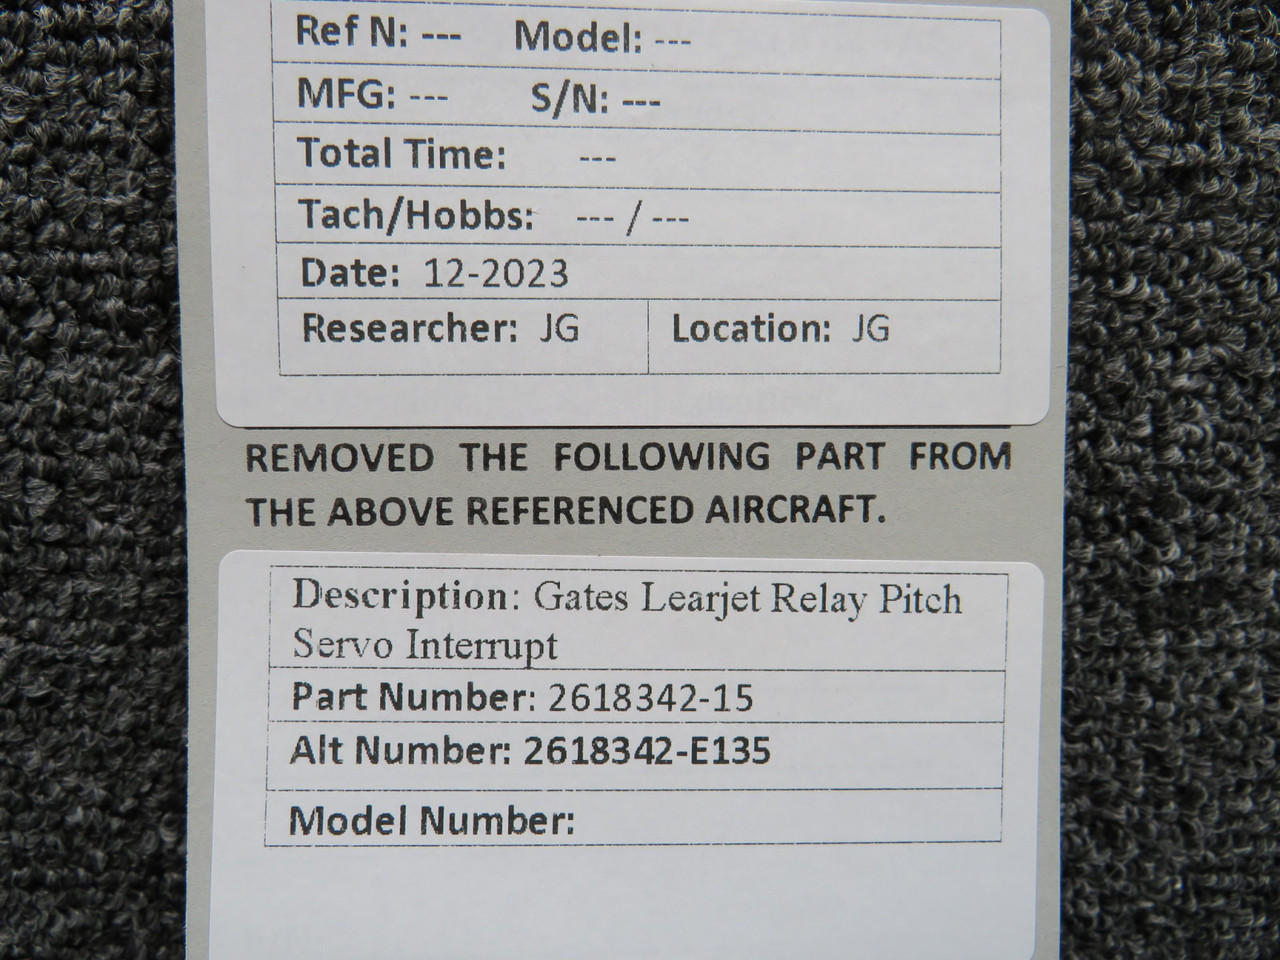 Ref N: --- Model: ---
MFG: --- S/N: ---
Total Time: ---
Tach/Hobbs: --- / ---
Date: 12-2023
Researcher: JG Location: JG
REMOVED THE FOLLOWING PART FROM
THE ABOVE REFERENCED AIRCRAFT.
Description: Gates Learjet Relay Pitch
Servo Interrupt
Part Number: 2618342-15
Alt Number: 2618342-E135
Model Number: